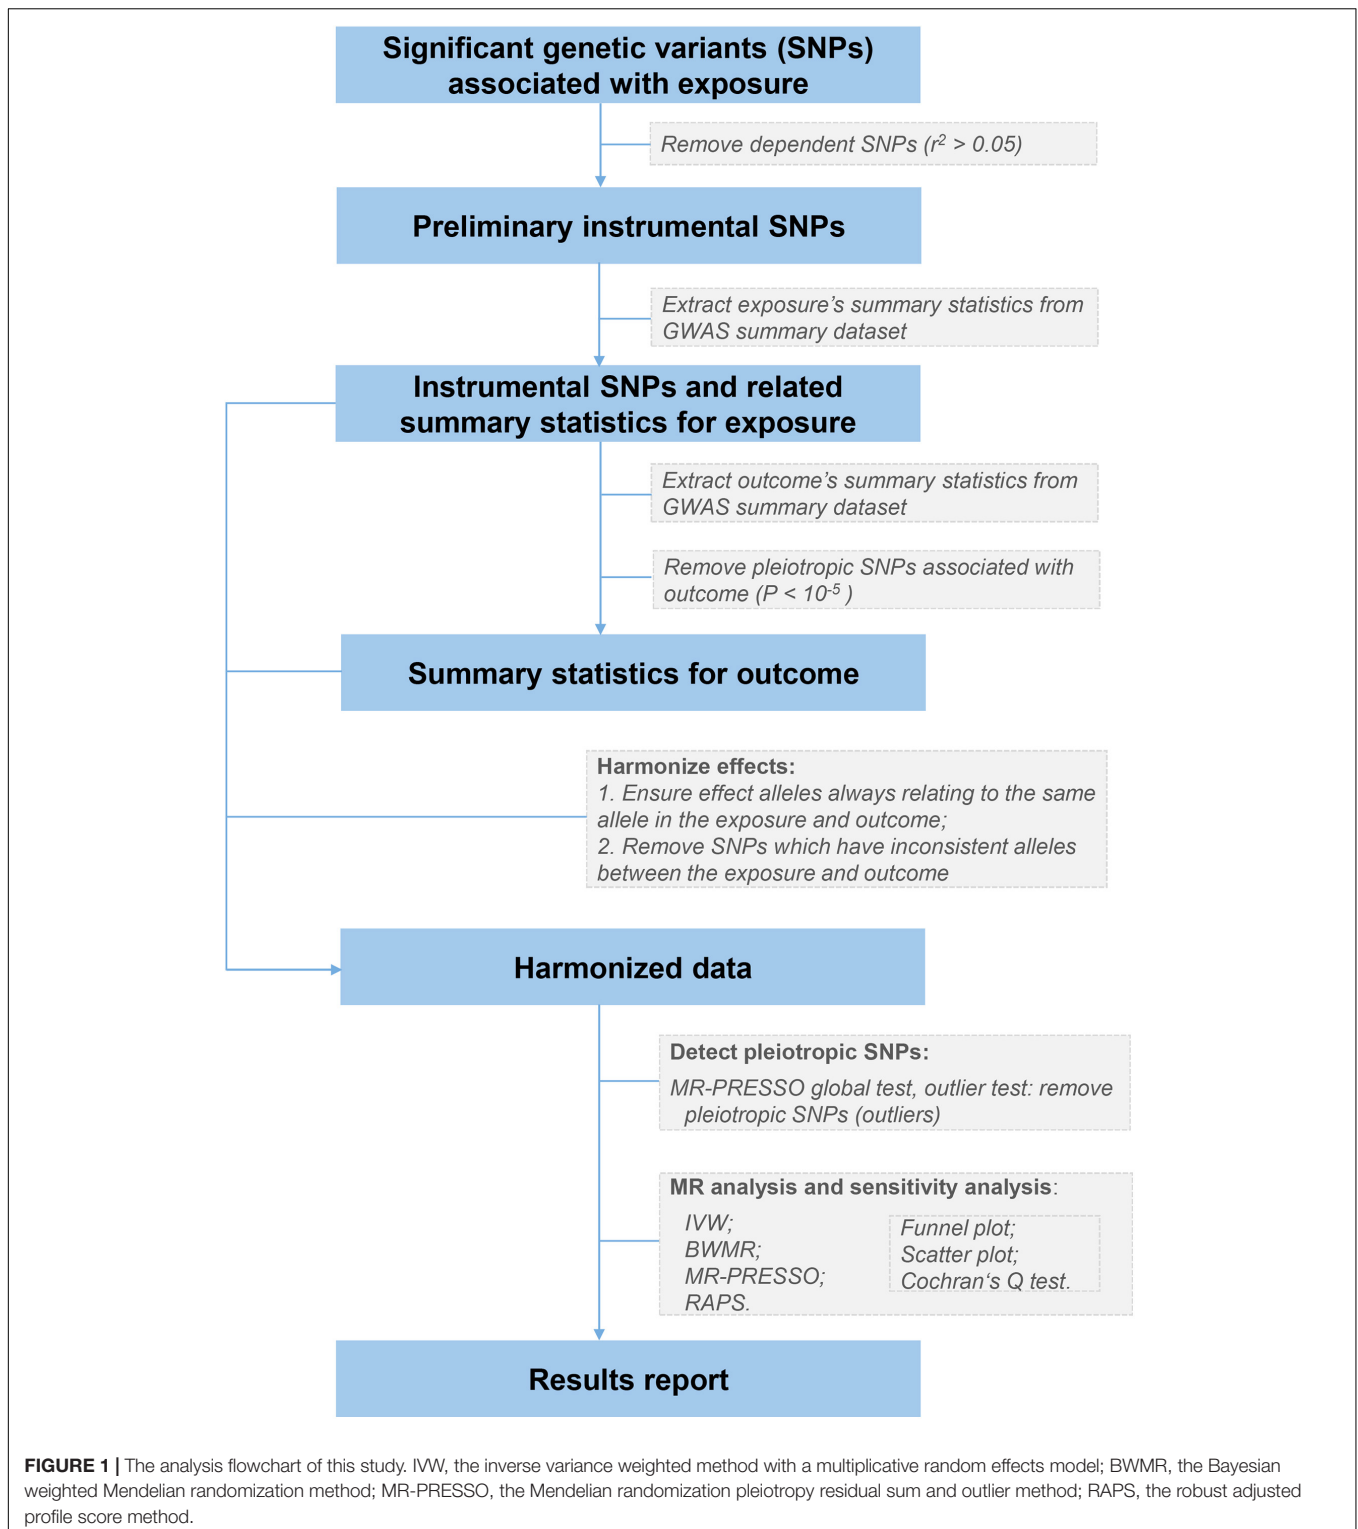 Significant genetic variants (SNPs)
associated with exposure
Remove dependent SNPs (r² > 0.05)
Preliminary instrumental SNPs
Extract exposure’s summary statistics from
GWAS summary dataset
Instrumental SNPs and related
summary statistics for exposure
Extract outcome’s summary statistics from
GWAS summary dataset
Remove pleiotropic SNPs associated with
outcome (P < 10⁻⁵ )
Summary statistics for outcome
Harmonize effects:
1. Ensure effect alleles always relating to the same
allele in the exposure and outcome;
2. Remove SNPs which have inconsistent alleles
between the exposure and outcome
Harmonized data
Detect pleiotropic SNPs:
MR-PRESSO global test, outlier test: remove
pleiotropic SNPs (outliers)
MR analysis and sensitivity analysis:
IVW;
BWMR;
MR-PRESSO;
RAPS.
Funnel plot;
Scatter plot;
Cochran‘s Q test.
Results report
FIGURE 1 | The analysis flowchart of this study. IVW, the inverse variance weighted method with a multiplicative random effects model; BWMR, the Bayesian
weighted Mendelian randomization method; MR-PRESSO, the Mendelian randomization pleiotropy residual sum and outlier method; RAPS, the robust adjusted
profile score method.